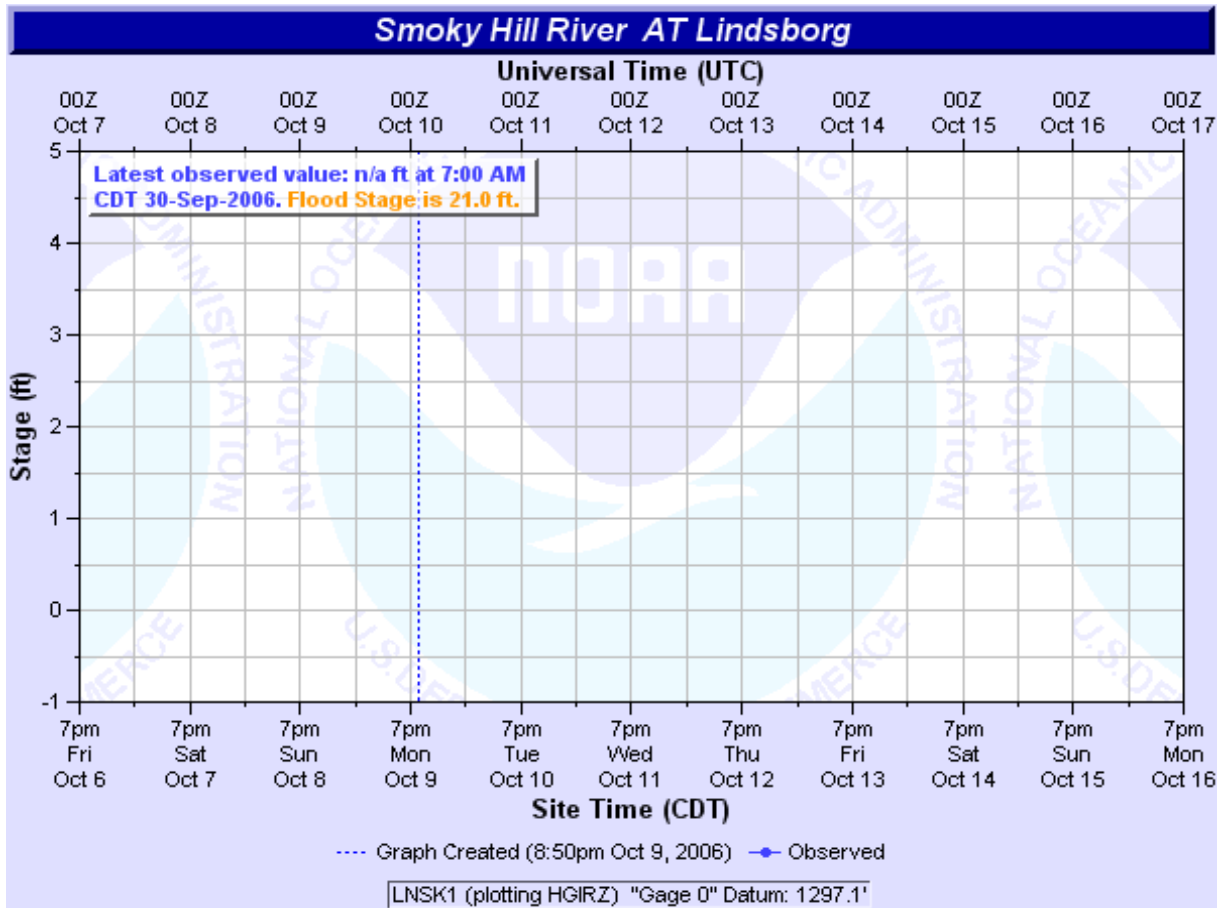 Smoky Hill River AT Lindsborg
Universal Time (UTC)
00Z 00Z 00Z 00Z 00Z 00Z 00Z 00Z 00Z 00Z 00Z
Oct 7 Oct 8 Oct 9 Oct 10 Oct 11 Oct 12 Oct 13 Oct 14 Oct 15 Oct 16 Oct 17
Latest observed value: n/a ft at 7:00 AM
CDT 30-Sep-2006. Flood Stage is 21.0 ft.
Stage (ft)
5
4
3
2
1
0
-1
NOAA
NATIONAL OCEANIC
IC ADMINISTRATION
ADMINISTRATION
NATIONAL OCEANIC
MERCE
U.S.DE
MERCE
U.S.DE
7pm 7pm 7pm 7pm 7pm 7pm 7pm 7pm 7pm 7pm 7pm
Fri Sat Sun Mon Tue Wed Thu Fri Sat Sun Mon
Oct 6 Oct 7 Oct 8 Oct 9 Oct 10 Oct 11 Oct 12 Oct 13 Oct 14 Oct 15 Oct 16
Site Time (CDT)
Graph Created (8:50pm Oct 9, 2006) Observed
LNSK1 (plotting HGIRZ) "Gage 0" Datum: 1297.1'